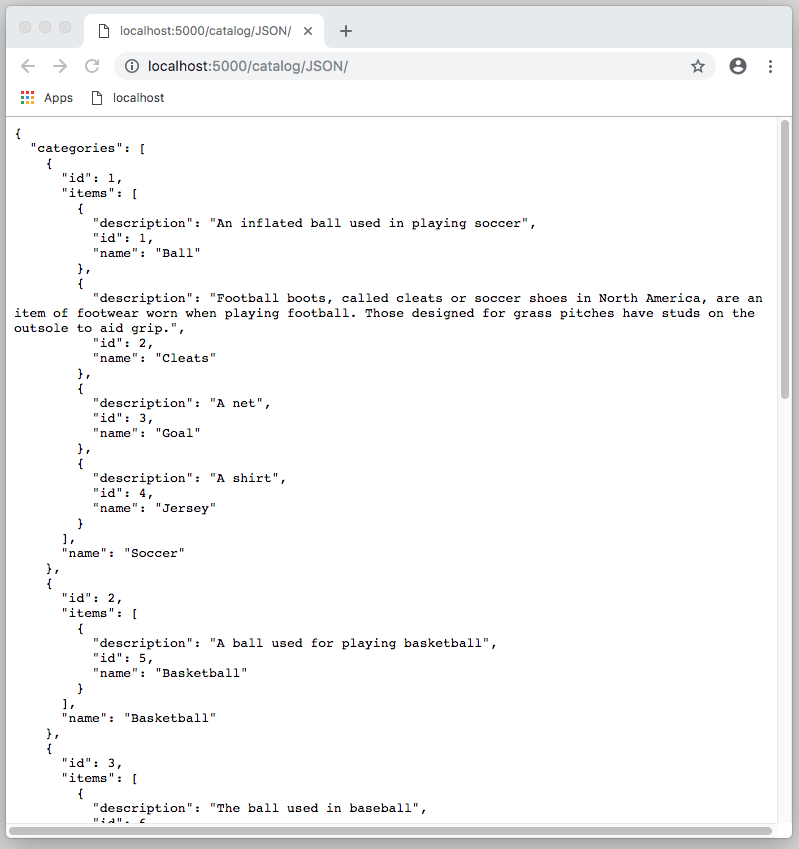 localhost:5000/catalog/JSON/
localhost:5000/catalog/JSON/
Apps localhost
{
"categories": [
{
"id": 1,
"items": [
{
"description": "An inflated ball used in playing soccer",
"id": 1,
"name": "Ball"
},
{
"description": "Football boots, called cleats or soccer shoes in North America, are an
item of footwear worn when playing football. Those designed for grass pitches have studs on the
outsole to aid grip.",
"id": 2,
"name": "Cleats"
},
{
"description": "A net",
"id": 3,
"name": "Goal"
},
{
"description": "A shirt",
"id": 4,
"name": "Jersey"
}
],
"name": "Soccer"
},
{
"id": 2,
"items": [
{
"description": "A ball used for playing basketball",
"id": 5,
"name": "Basketball"
}
],
"name": "Basketball"
},
{
"id": 3,
"items": [
{
"description": "The ball used in baseball",
"id": 6